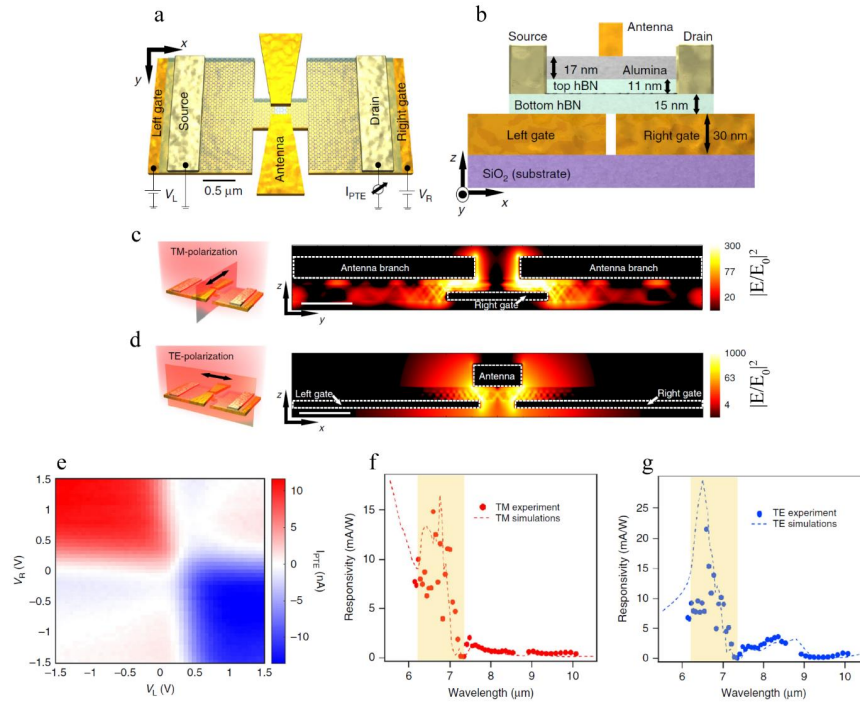 a
x
y
Left gate
Source
Antenna
Drain
Right gate
V_L
0.5 μm
I_PTE
V_R
b
Antenna
Source
Drain
17 nm
Alumina
top hBN
11 nm
Bottom hBN
15 nm
Left gate
Right gate
30 nm
z
SiO₂ (substrate)
y
x
c
TM-polarization
Antenna branch
Antenna branch
Right gate
z
y
300
77
20
|E/E₀|²
d
TE-polarization
Left gate
Antenna
Right gate
z
x
1000
63
4
|E/E₀|²
e
1.5
1
0.5
0
−0.5
−1
−1.5
V_R (V)
−1.5
−1
−0.5
0
0.5
1
1.5
V_L (V)
10
5
0
−5
−10
I_PTE (nA)
f
Responsivity (mA/W)
15
10
5
0
TM experiment
TM simulations
6
7
8
9
10
Wavelength (μm)
g
Responsivity (mA/W)
25
20
15
10
5
0
TE experiment
TE simulations
5
6
7
8
9
10
Wavelength (μm)